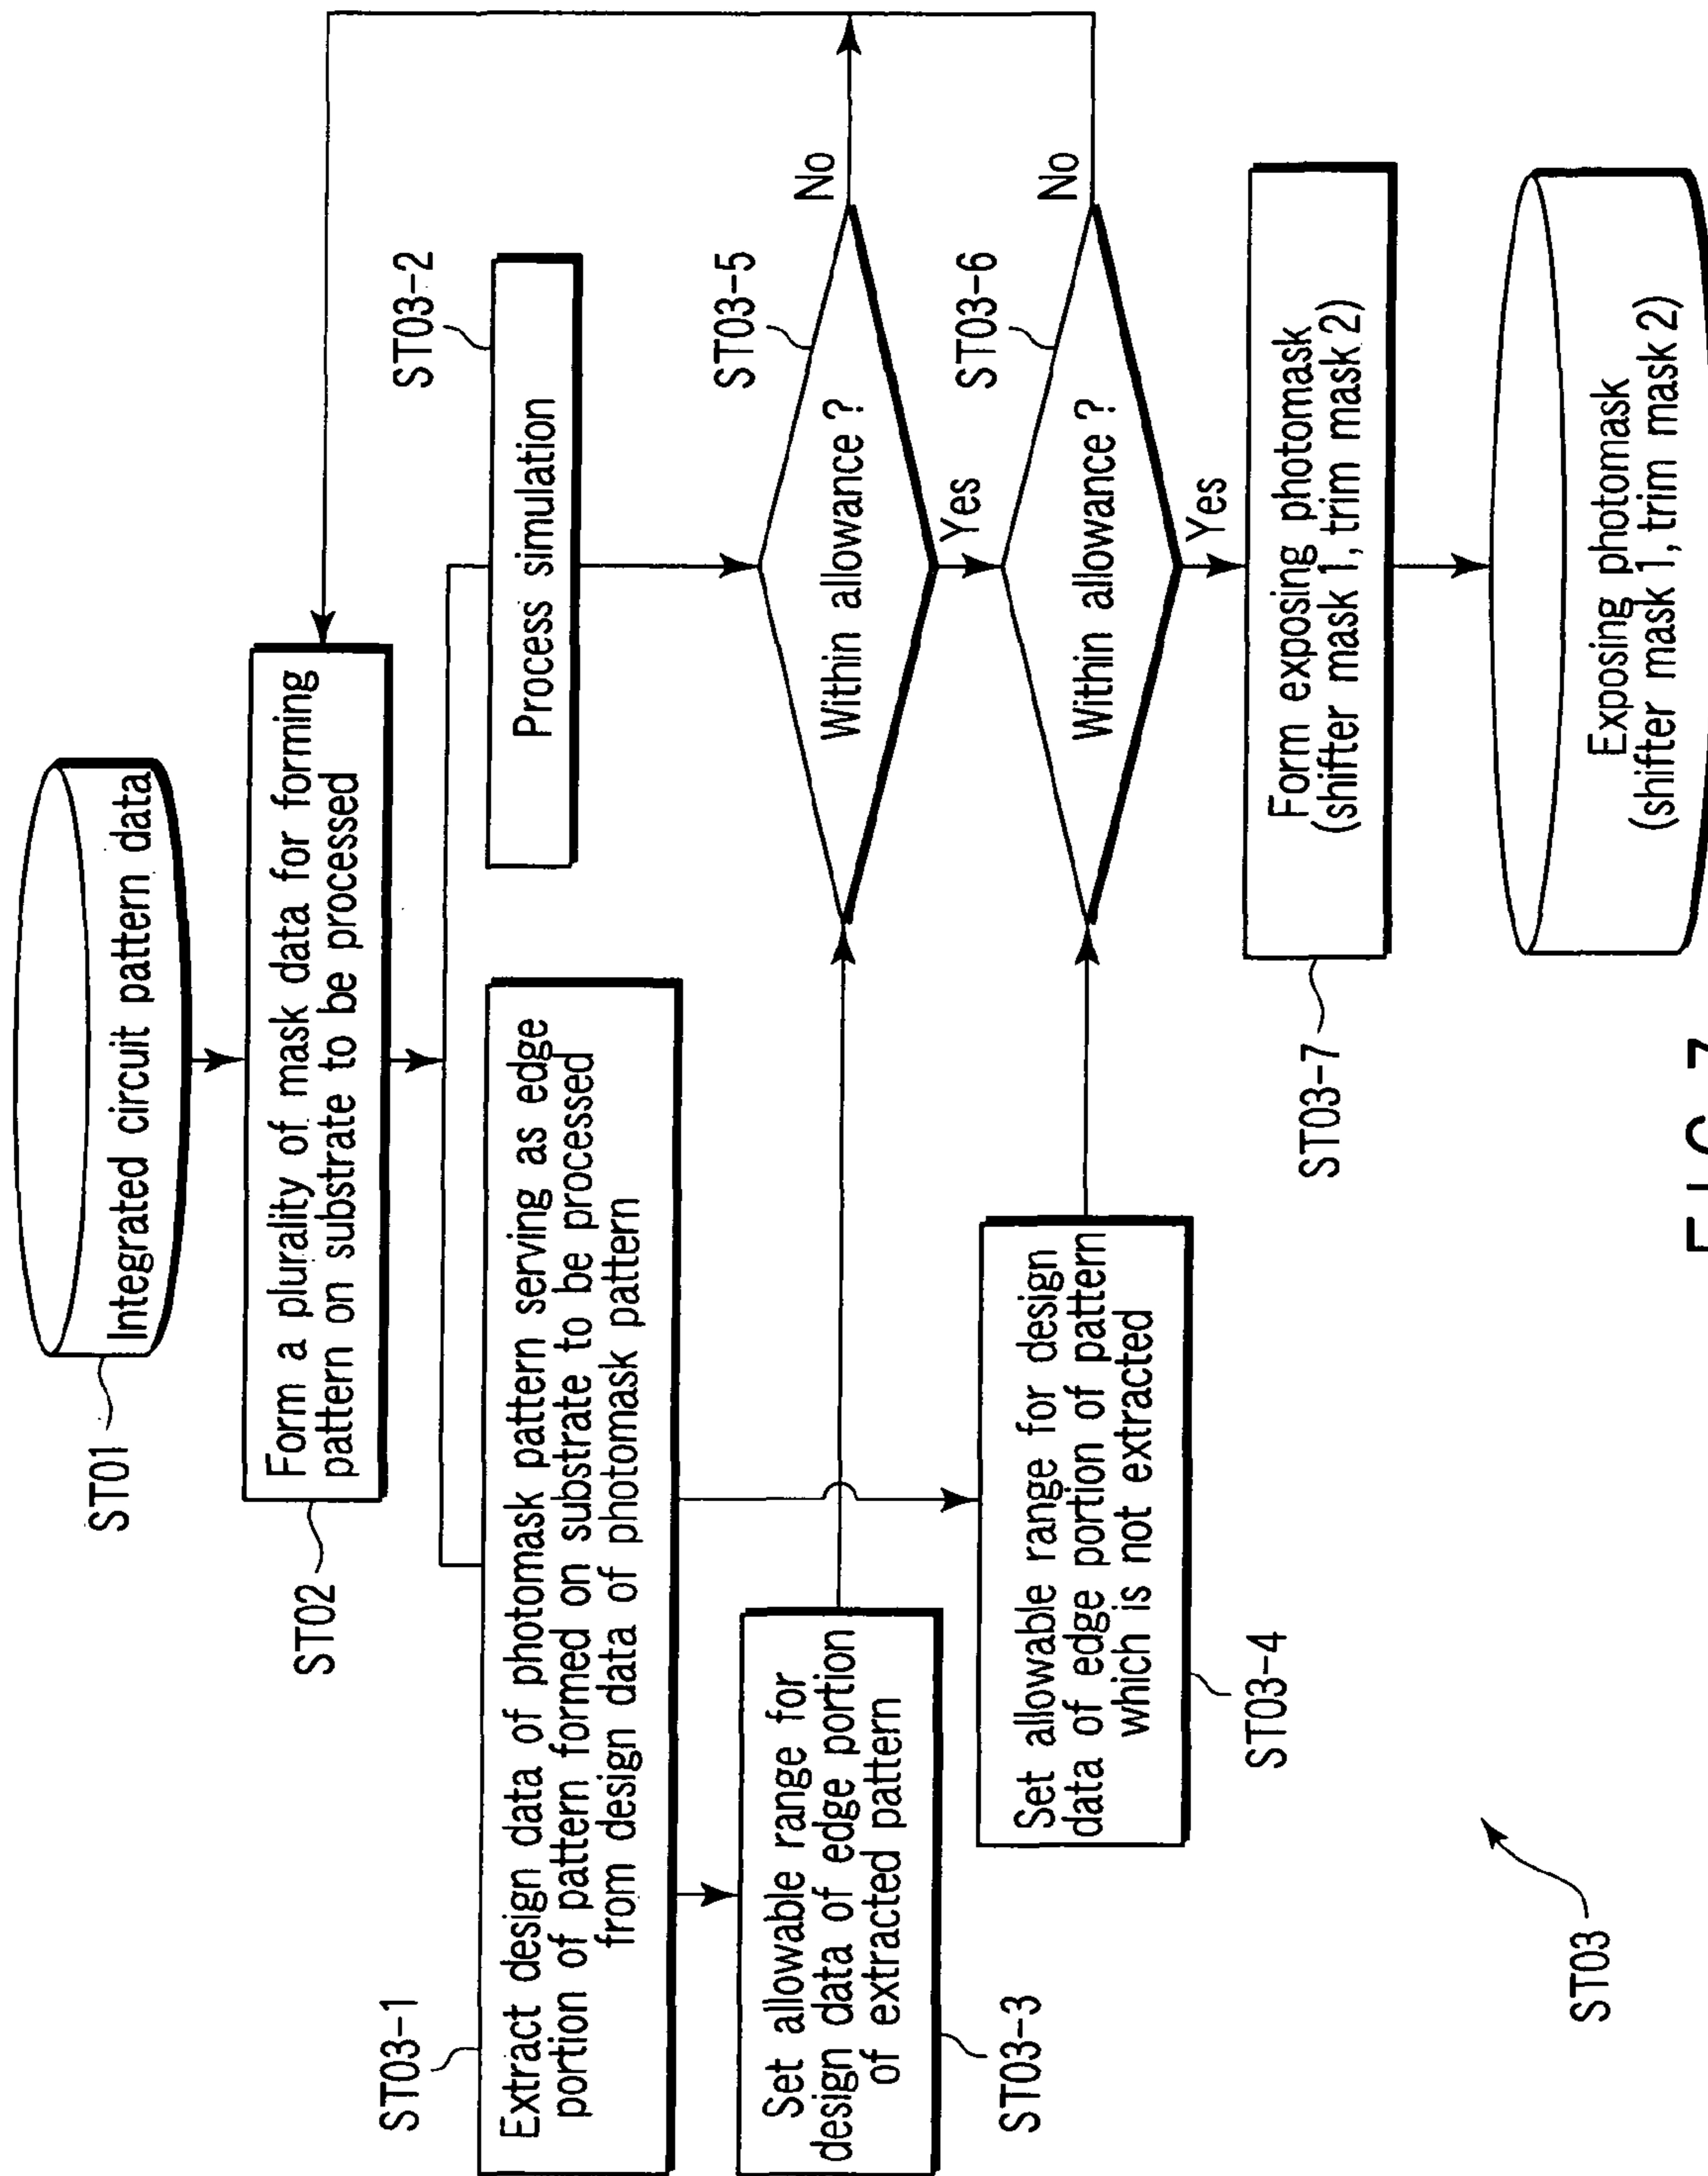 Integrated circuit pattern data
ST01
Form a plurality of mask data for forming
pattern on substrate to be processed
ST02
ST03-1
Extract design data of photomask pattern serving as edge
portion of pattern formed on substrate to be processed
from design data of photomask pattern
ST03-2
Process simulation
Set allowable range for
design data of edge portion
of extracted pattern
ST03-3
ST03-5
Within allowance?
No
Yes
Set allowable range for design
data of edge portion of pattern
which is not extracted
ST03-4
ST03-6
Within allowance?
No
Yes
Form exposing photomask
(shifter mask 1, trim mask 2)
ST03-7
Exposing photomask
(shifter mask 1, trim mask 2)
ST03